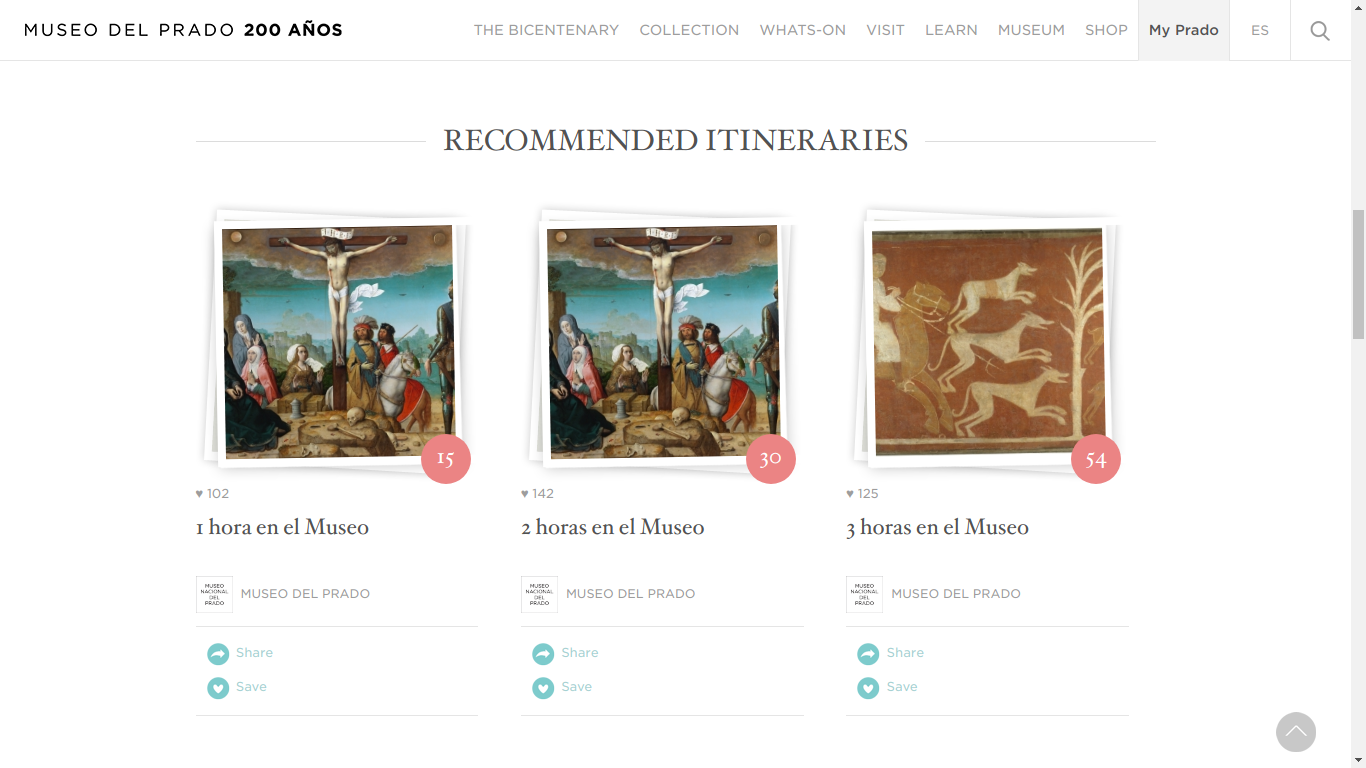 MUSEO DEL PRADO 200 AÑOS
THE BICENTENARY COLLECTION WHATS-ON VISIT LEARN MUSEUM SHOP My Prado ES
RECOMMENDED ITINERARIES
15 30 54
♥ 102 ♥ 142 ♥ 125
1 hora en el Museo 2 horas en el Museo 3 horas en el Museo
MUSEO NACIONAL DEL PRADO MUSEO DEL PRADO MUSEO NACIONAL DEL PRADO MUSEO DEL PRADO MUSEO NACIONAL DEL PRADO MUSEO DEL PRADO
Share Share Share
Save Save Save